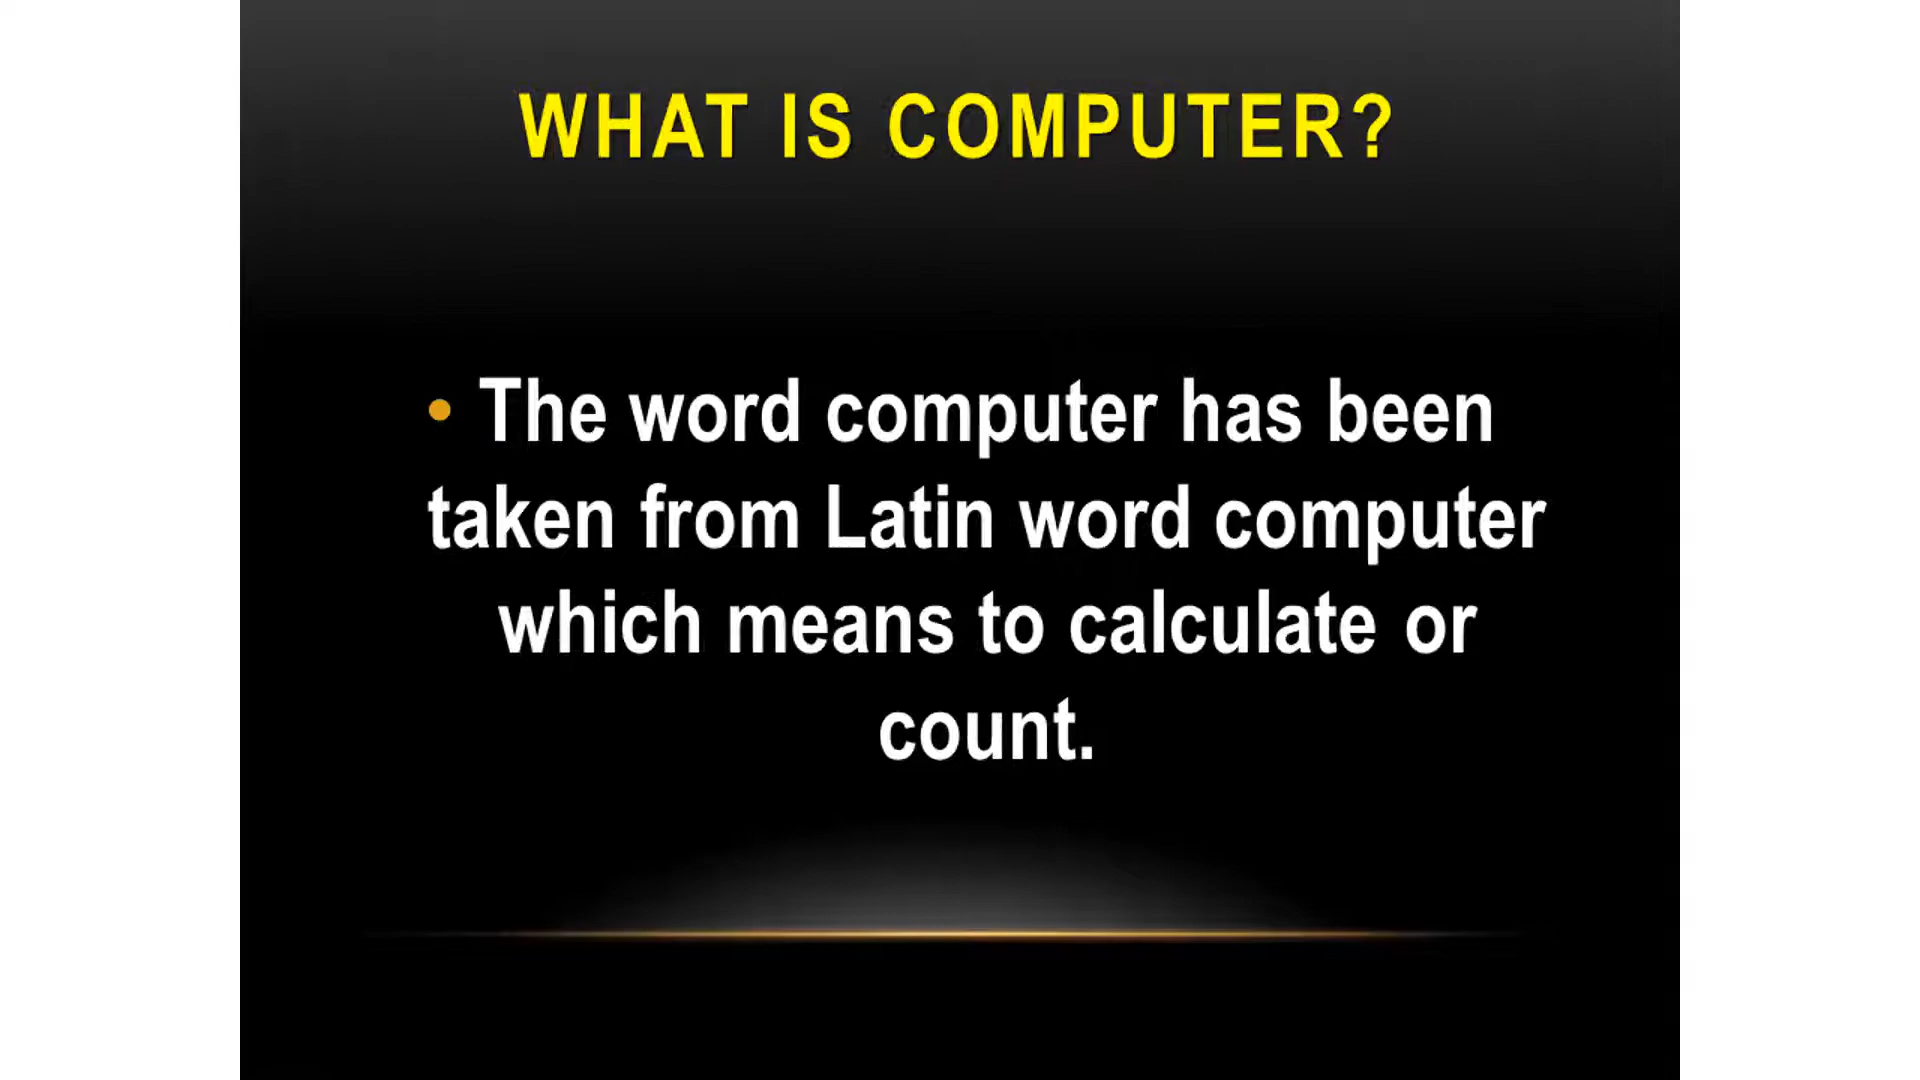 WHAT IS COMPUTER?
• The word computer has been
taken from Latin word computer
which means to calculate or
count.